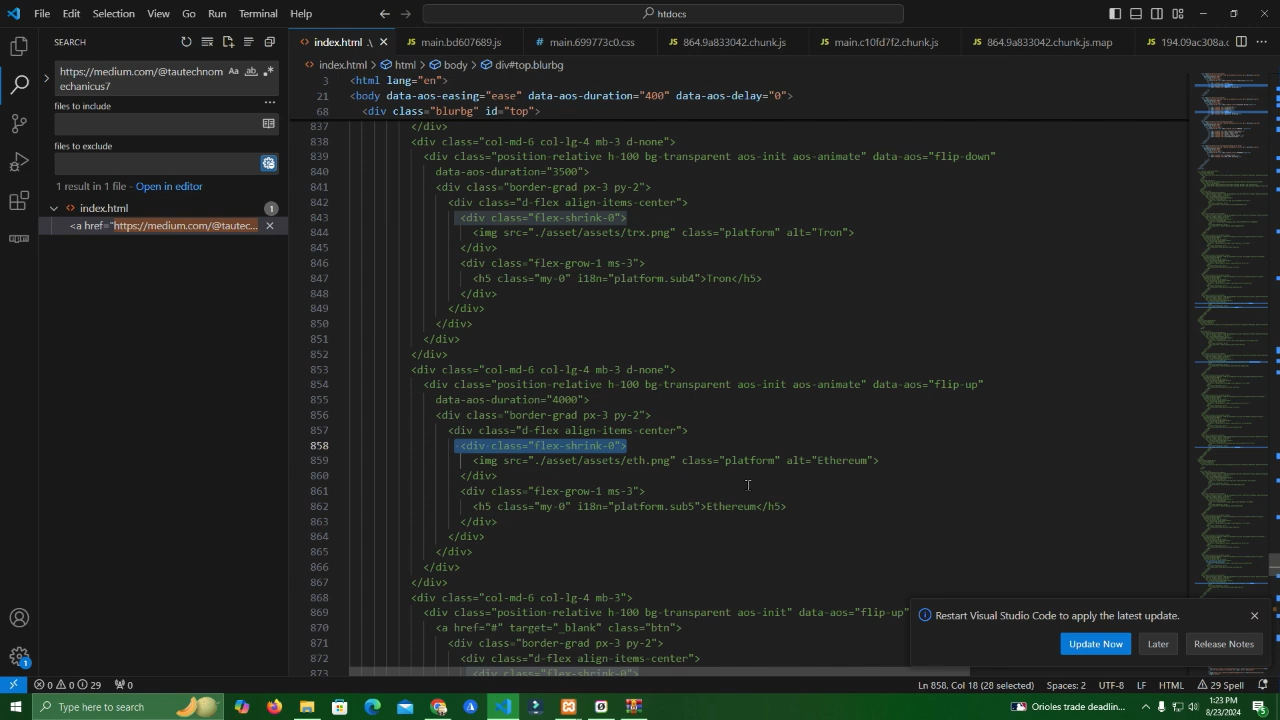 File Edit Selection View Go Run Terminal Help
htdocs
SEARCH
https://medium.com/@tautechnom
echanicus7
files to include
files to exclude
1 result in 1 file - Open in editor
index.html
1
<a href="https://medium.com/@tautec...
index.html .\ main.bd607689.js main.699773c0.css 864.9a833042.chunk.js main.c10fd7f2.chunk.js 864.9a833042.chunk.js.map 194.09ac308a.c
index.html > html > body > div#top.blurbg
3 <html lang="en">
21 <body data-aos-easing="ease" data-aos-duration="400" data-aos-delay="0">
68 <div class="blurbg" id="top">
837 </div>
838 <div class="col-lg-4 col-lg-4 mb-3 d-none">
839 <div class="position-relative h-100 bg-transparent aos-init aos-animate" data-aos="flip-down"
840 data-aos-duration="3500">
841 <div class="border-grad px-3 py-2">
842 <div class="d-flex align-items-center">
843 <div class="flex-shrink-0">
844 <img src="./asset/assets/trx.png" class="platform" alt="Tron">
845 </div>
846 <div class="flex-grow-1 ms-3">
847 <h5 class="mb-0" i18n="platform.sub4">Tron</h5>
848 </div>
849 </div>
850 </div>
851 </div>
852 </div>
853 <div class="col-lg-4 col-lg-4 mb-3 d-none">
854 <div class="position-relative h-100 bg-transparent aos-init aos-animate" data-aos="flip-up"
855 data-aos-duration="4000">
856 <div class="border-grad px-3 py-2">
857 <div class="d-flex align-items-center">
858 <div class="flex-shrink-0">
859 <img src="./asset/assets/eth.png" class="platform" alt="Ethereum">
860 </div>
861 <div class="flex-grow-1 ms-3">
862 <h5 class="mb-0" i18n="platform.sub5">Ethereum</h5>
863 </div>
864 </div>
865 </div>
866 </div>
867 </div>
868 <div class="col-lg-4 col-lg-4 mb-3">
869 <div class="position-relative h-100 bg-transparent aos-init" data-aos="flip-up"
870 <a href="#" target="_blank" class="btn">
871 <div class="border-grad px-3 py-2">
872 <div class="d-flex align-items-center">
873 <div class="flex-shrink-0">
Restart Visual Studio Code to apply the latest update.
Update Now Later Release Notes
UTF-8 LF HTML 29 Spell
Spaces: 2
Type here to search
Orioles trade deadlin...
1:23 PM
8/23/2024